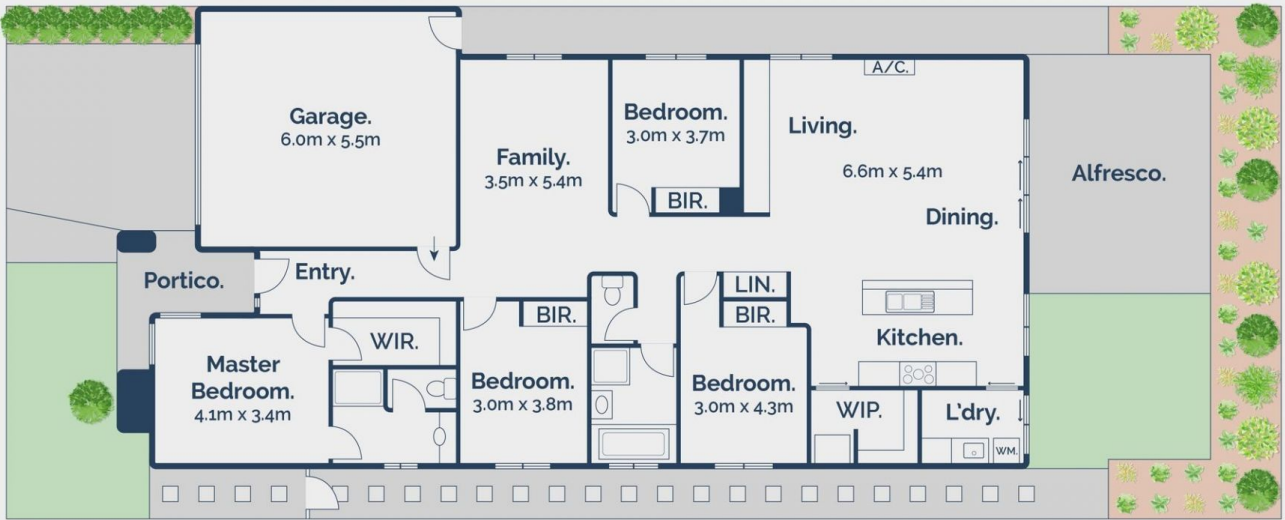 Garage.
6.0m x 5.5m
Family.
3.5m x 5.4m
Bedroom.
3.0m x 3.7m
BIR.
A/C.
Living.
6.6m x 5.4m
Dining.
Alfresco.
Portico.
Entry.
LIN.
BIR.
BIR.
WIR.
Kitchen.
Master
Bedroom.
4.1m x 3.4m
Bedroom.
3.0m x 3.8m
Bedroom.
3.0m x 4.3m
WIP.
L'dry.
WM.